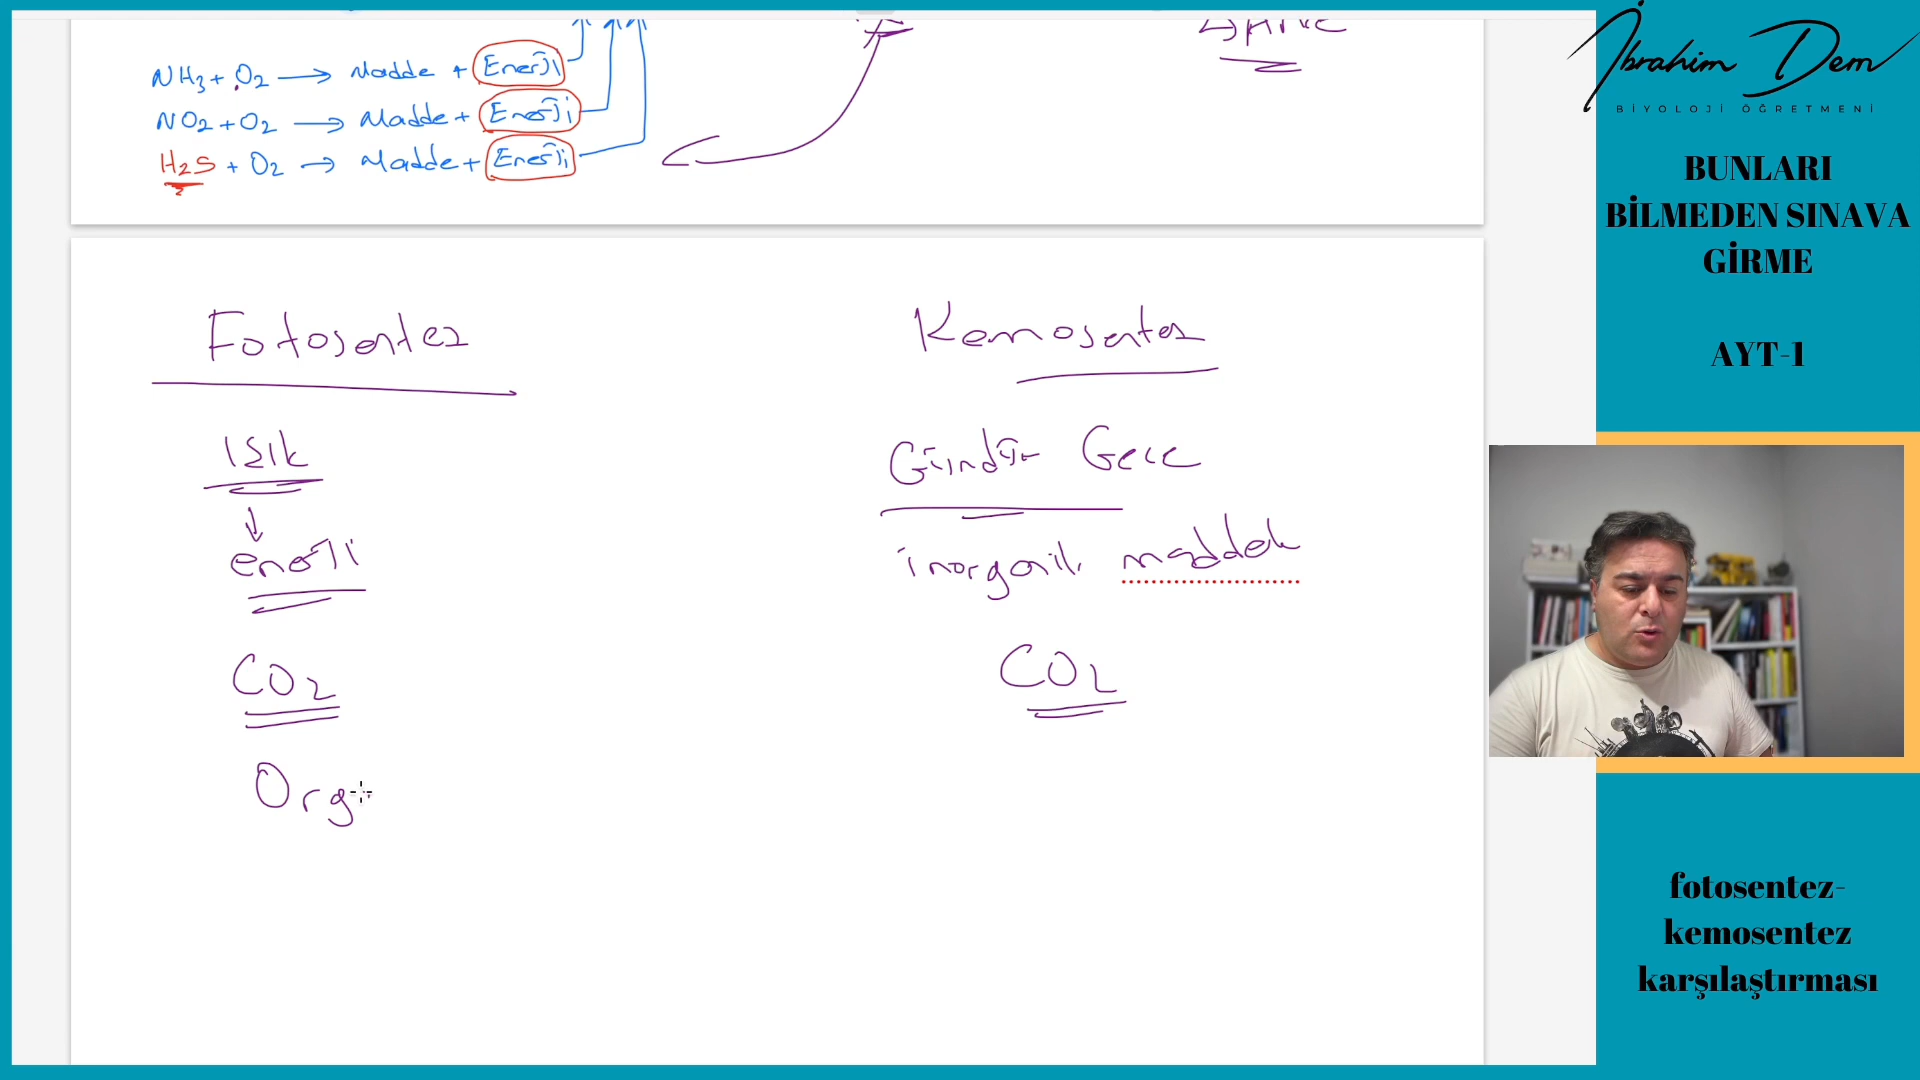 NH3 + O2 → Madde + Enerji
NO2 + O2 → Madde + Enerji
H2S + O2 → Madde + Enerji
Fotosentez
Işık
↓
enerji
CO2
Org
Kemosentez
Gündüz Gece
inorganik madde
CO2
İbrahim Dem
BİYOLOJİ ÖĞRETMENİ
BUNLARI
BİLMEDEN SINAVA
GİRME
AYT-1
fotosentez-
kemosentez
karşılaştırması